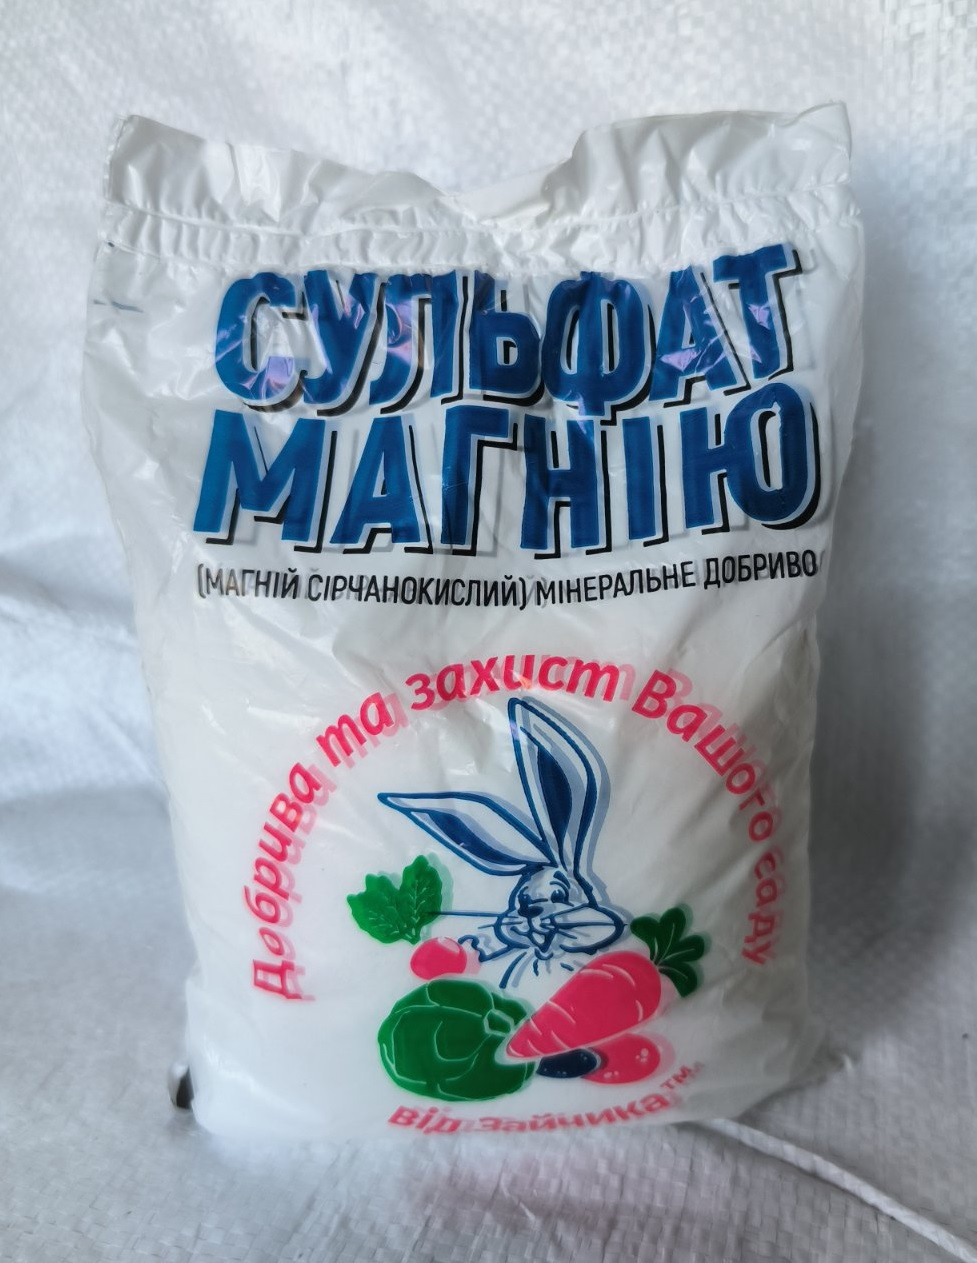 СУЛЬФАТ
МАГНІЮ
(МАГНІЙ СІРЧАНОКИСЛИЙ) МІНЕРАЛЬНЕ ДОБРИВО
Добрива та захист Вашого саду
від зайчика™